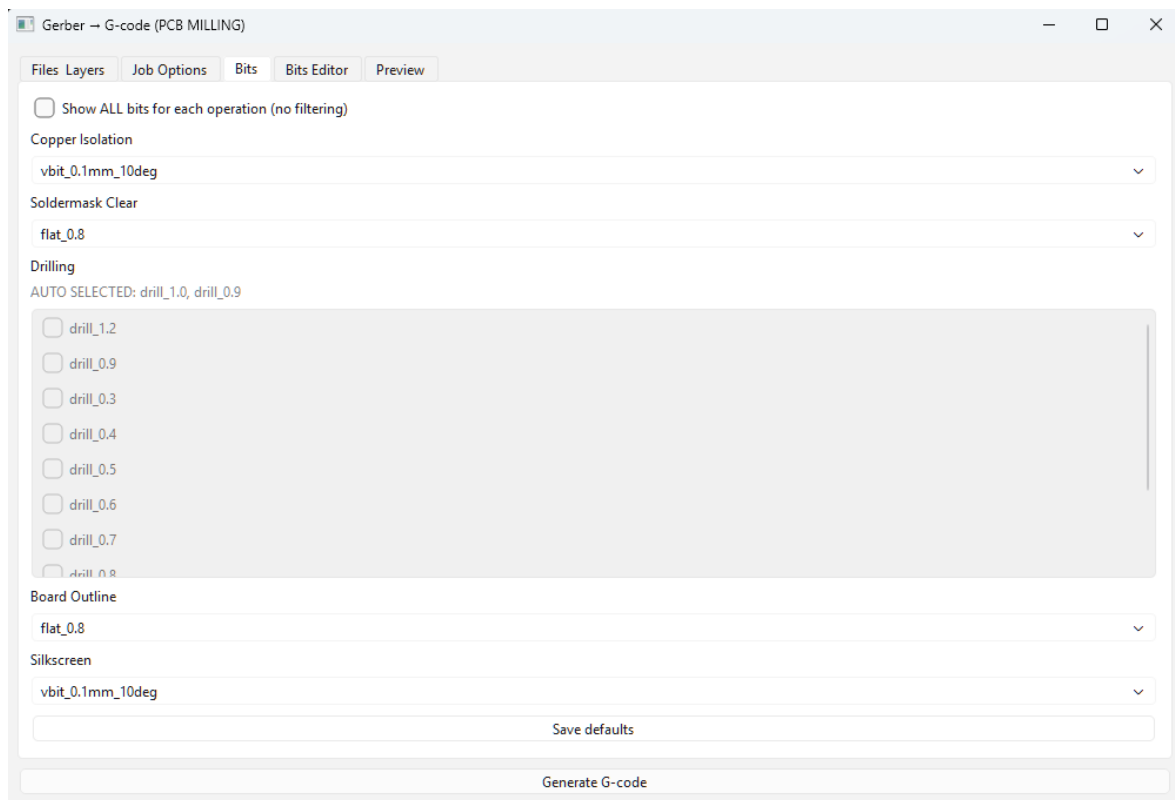 Gerber → G-code (PCB MILLING)
Files Layers Job Options Bits Bits Editor Preview
Show ALL bits for each operation (no filtering)
Copper Isolation
vbit_0.1mm_10deg
Soldermask Clear
flat_0.8
Drilling
AUTO SELECTED: drill_1.0, drill_0.9
drill_1.2
drill_0.9
drill_0.3
drill_0.4
drill_0.5
drill_0.6
drill_0.7
drill_0.8
Board Outline
flat_0.8
Silkscreen
vbit_0.1mm_10deg
Save defaults
Generate G-code